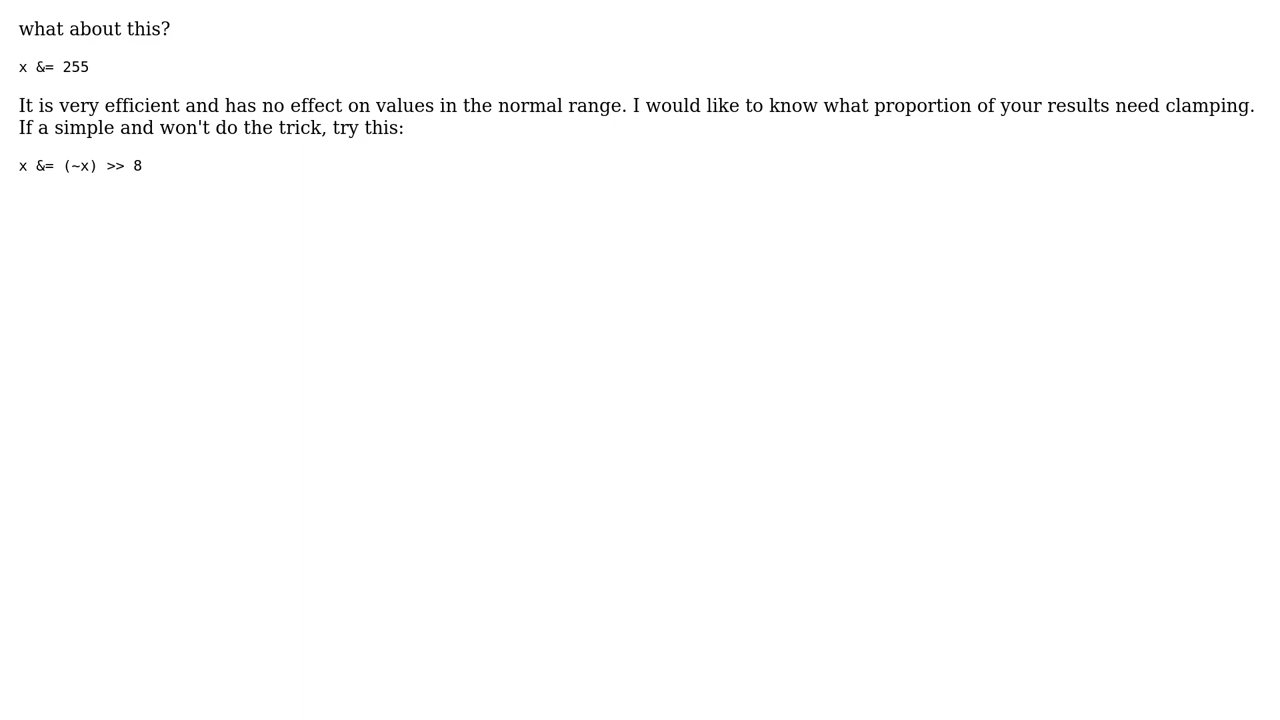 what about this?
x &= 255
It is very efficient and has no effect on values in the normal range. I would like to know what proportion of your results need clamping.
If a simple and won't do the trick, try this:
x &= (~x) >> 8